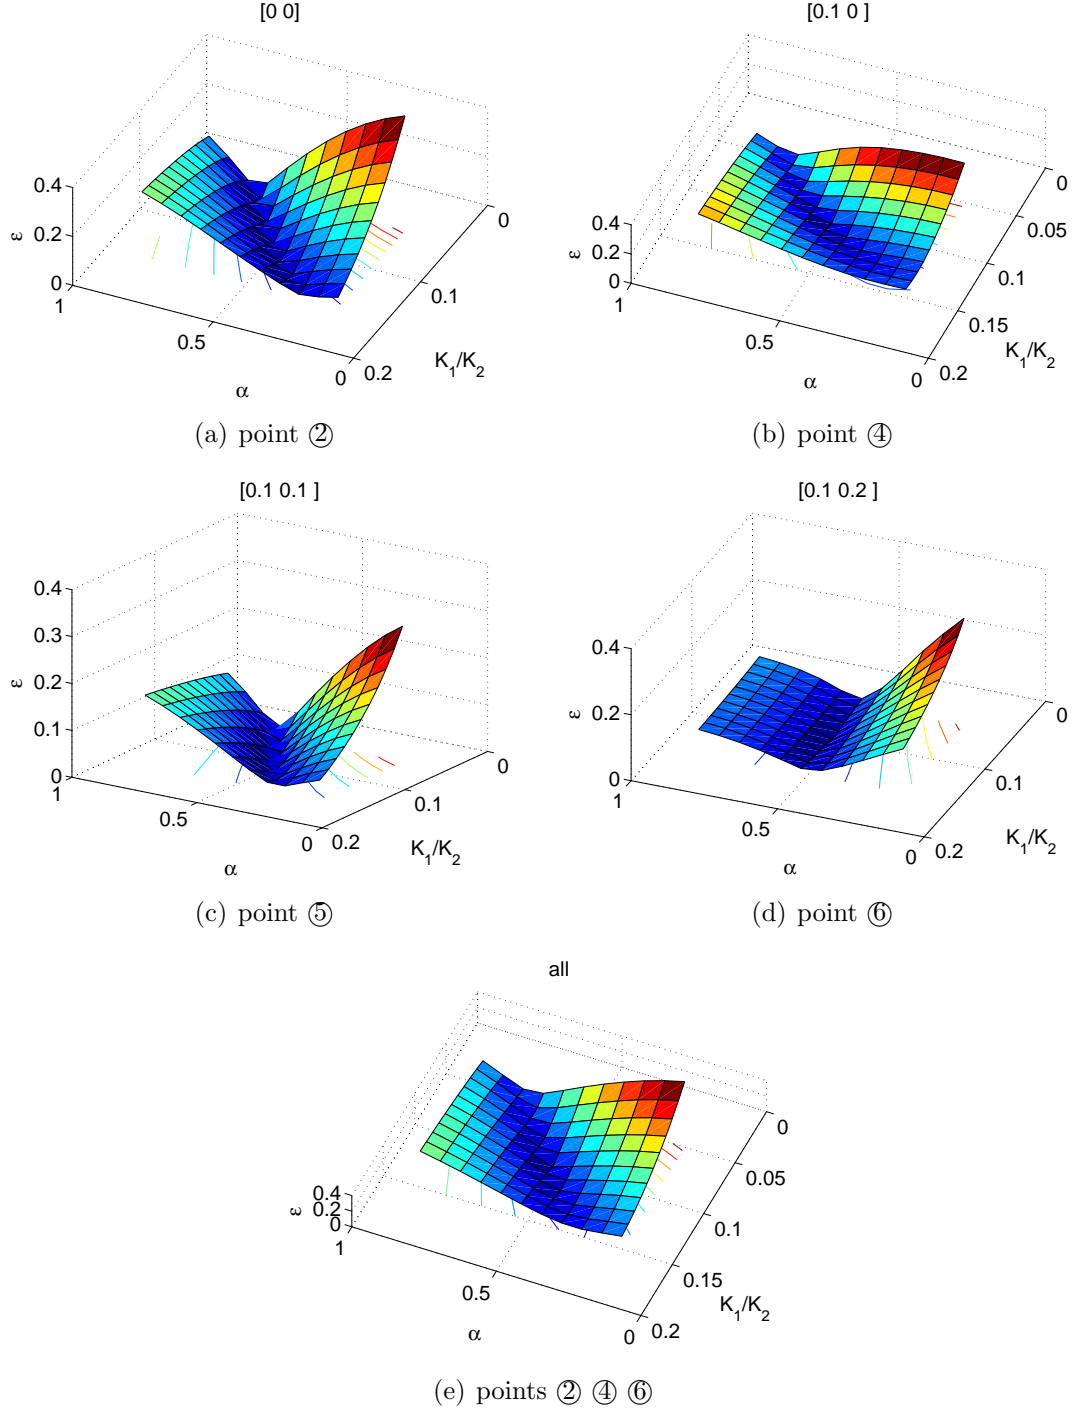 [0 0]
0.4
0.2
0
ε
1
0.5
0
α
0.2
0.1
0
K1/K2
(a) point ②
[0.1 0 ]
0.4
0.2
0
ε
1
0.5
0
α
0.2
0.15
0.1
0.05
0
K1/K2
(b) point ④
[0.1 0.1 ]
0.4
0.3
0.2
0.1
0
ε
1
0.5
0
α
0.2
0.1
0
K1/K2
(c) point ⑤
[0.1 0.2 ]
0.4
0.2
0
ε
1
0.5
0
α
0.2
0.1
0
K1/K2
(d) point ⑥
all
0.4
0.2
0
ε
1
0.5
0
α
0.2
0.15
0.1
0.05
0
K1/K2
(e) points ② ④ ⑥